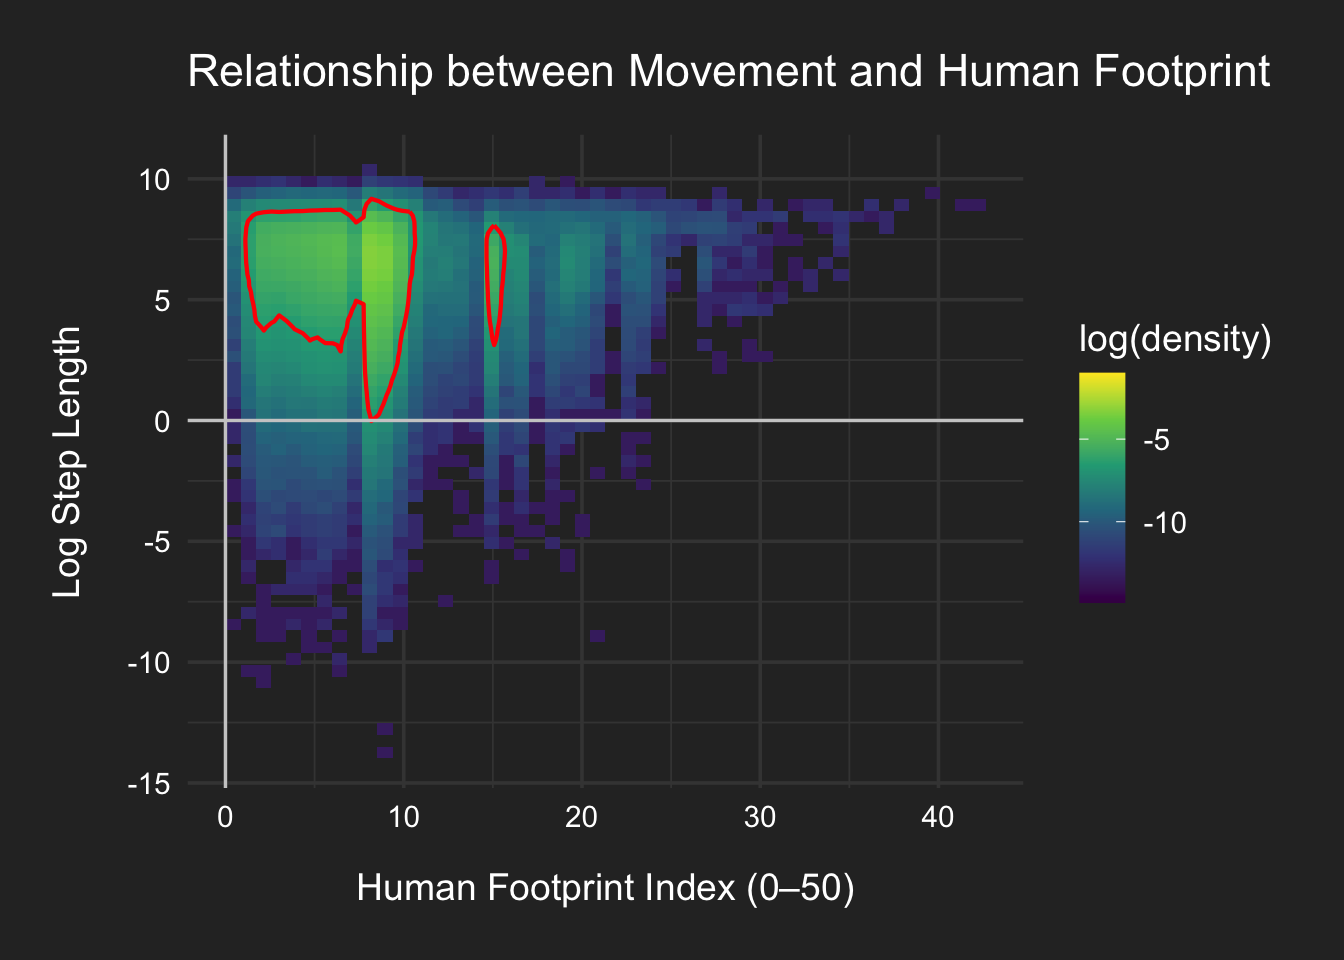 Relationship between Movement and Human Footprint
10
5
0
-5
-10
-15
Log Step Length
0 10 20 30 40
Human Footprint Index (0–50)
log(density)
-5
-10